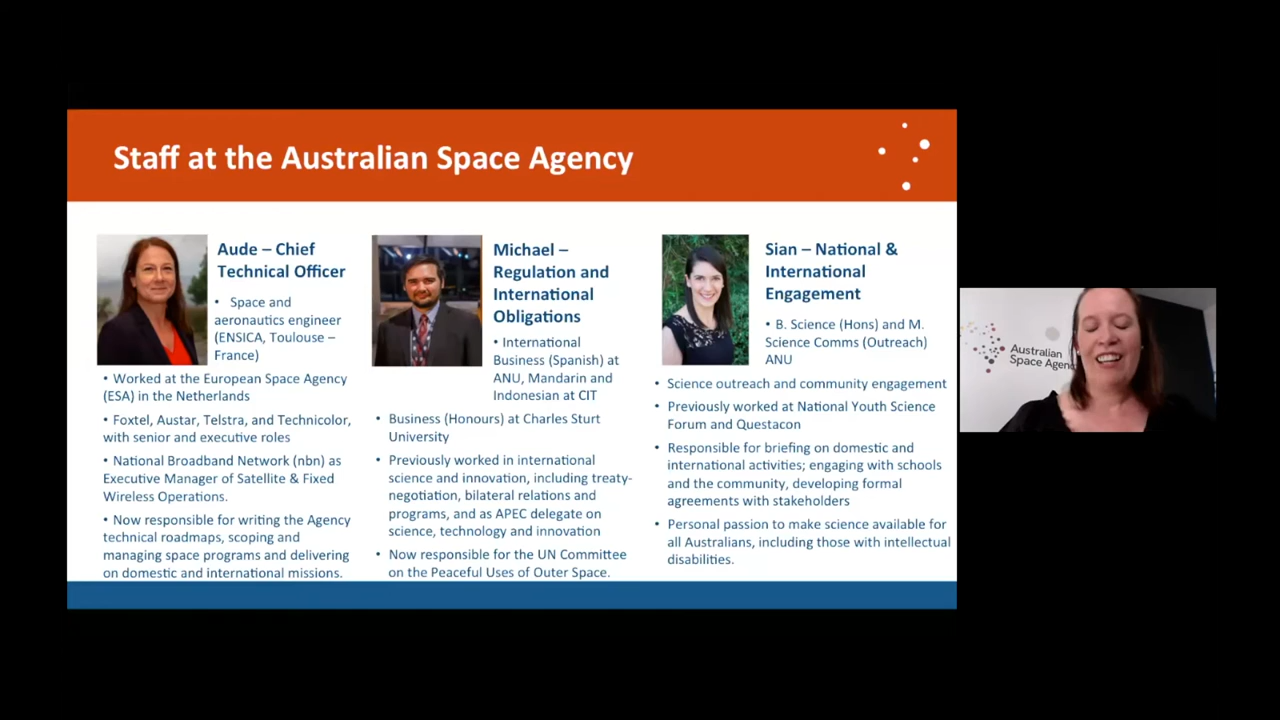 Staff at the Australian Space Agency
Aude – Chief
Technical Officer
• Space and
aeronautics engineer
(ENSICA, Toulouse –
France)
• Worked at the European Space Agency
(ESA) in the Netherlands
• Foxtel, Austar, Telstra, and Technicolor,
with senior and executive roles
• National Broadband Network (nbn) as
Executive Manager of Satellite & Fixed
Wireless Operations.
• Now responsible for writing the Agency
technical roadmaps, scoping and
managing space programs and delivering
on domestic and international missions.
Michael –
Regulation and
International
Obligations
• International
Business (Spanish) at
ANU, Mandarin and
Indonesian at CIT
• Business (Honours) at Charles Sturt
University
• Previously worked in international
science and innovation, including treaty-
negotiation, bilateral relations and
programs, and as APEC delegate on
science, technology and innovation
• Now responsible for the UN Committee
on the Peaceful Uses of Outer Space.
Sian – National &
International
Engagement
• B. Science (Hons) and M.
Science Comms (Outreach)
ANU
• Science outreach and community engagement
• Previously worked at National Youth Science
Forum and Questacon
• Responsible for briefing on domestic and
international activities; engaging with schools
and the community, developing formal
agreements with stakeholders
• Personal passion to make science available for
all Australians, including those with intellectual
disabilities.
Australian
Space Agenc